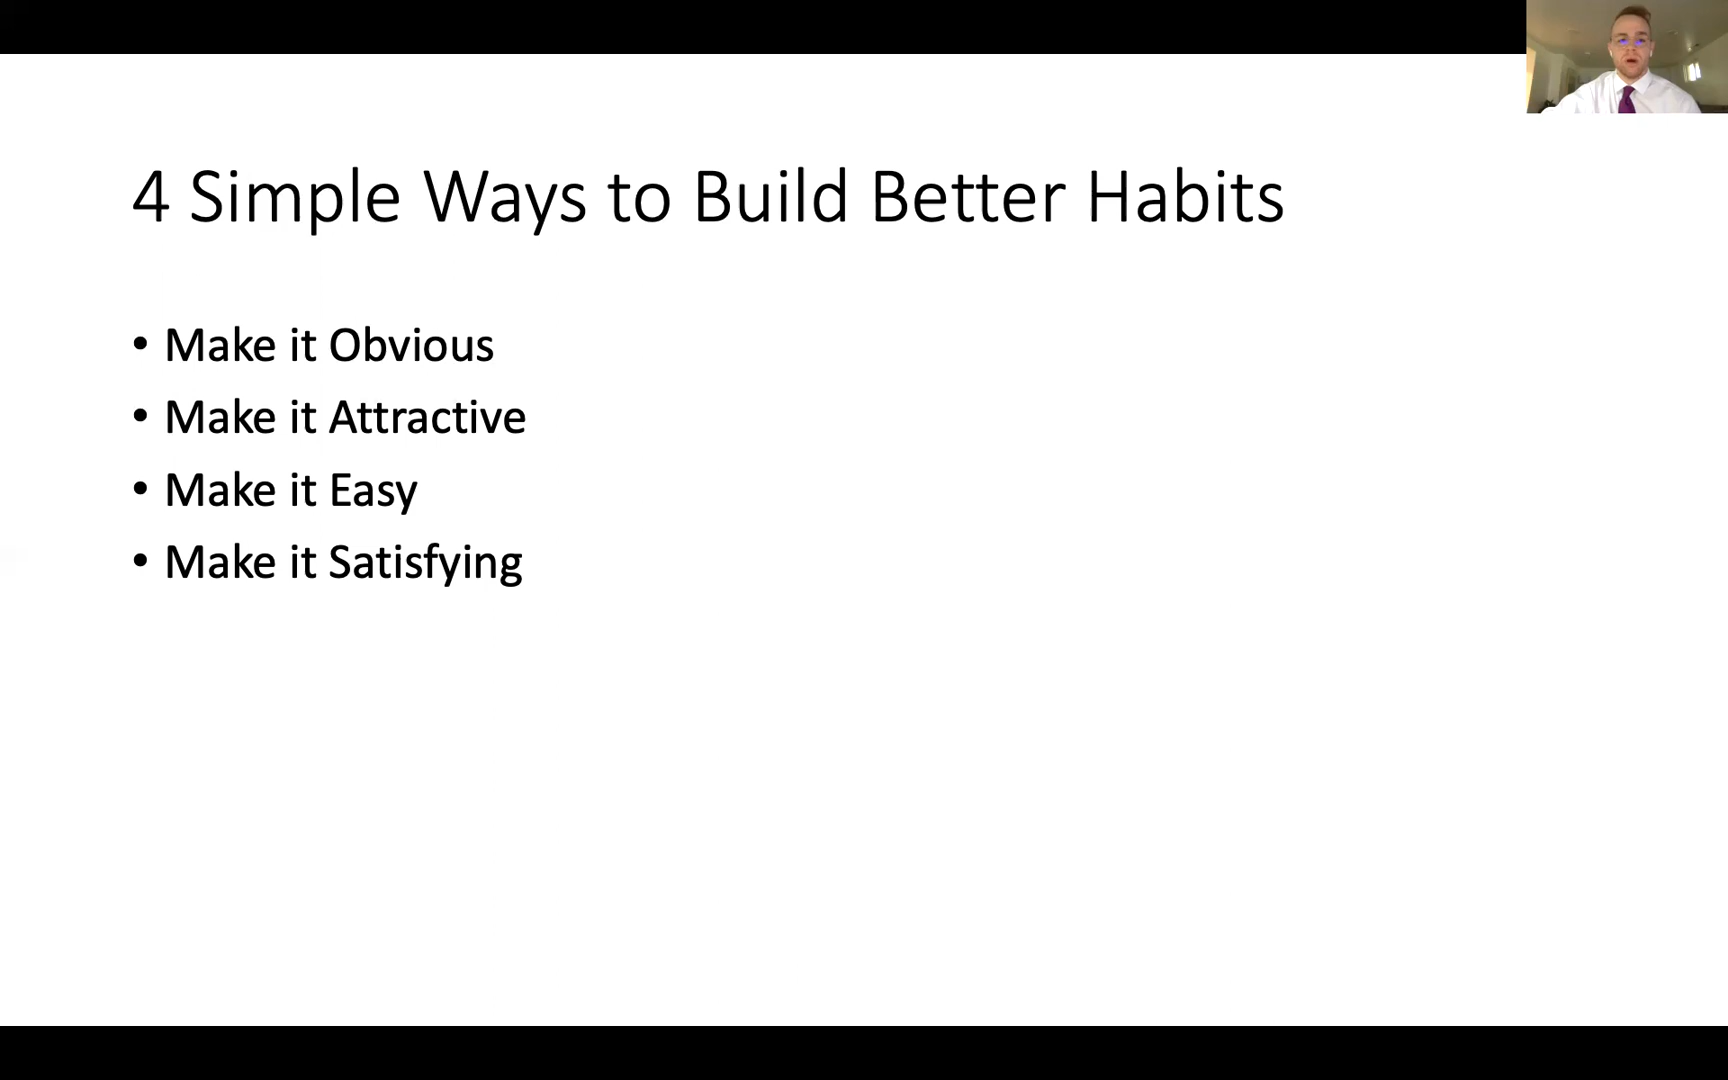 4 Simple Ways to Build Better Habits
• Make it Obvious
• Make it Attractive
• Make it Easy
• Make it Satisfying